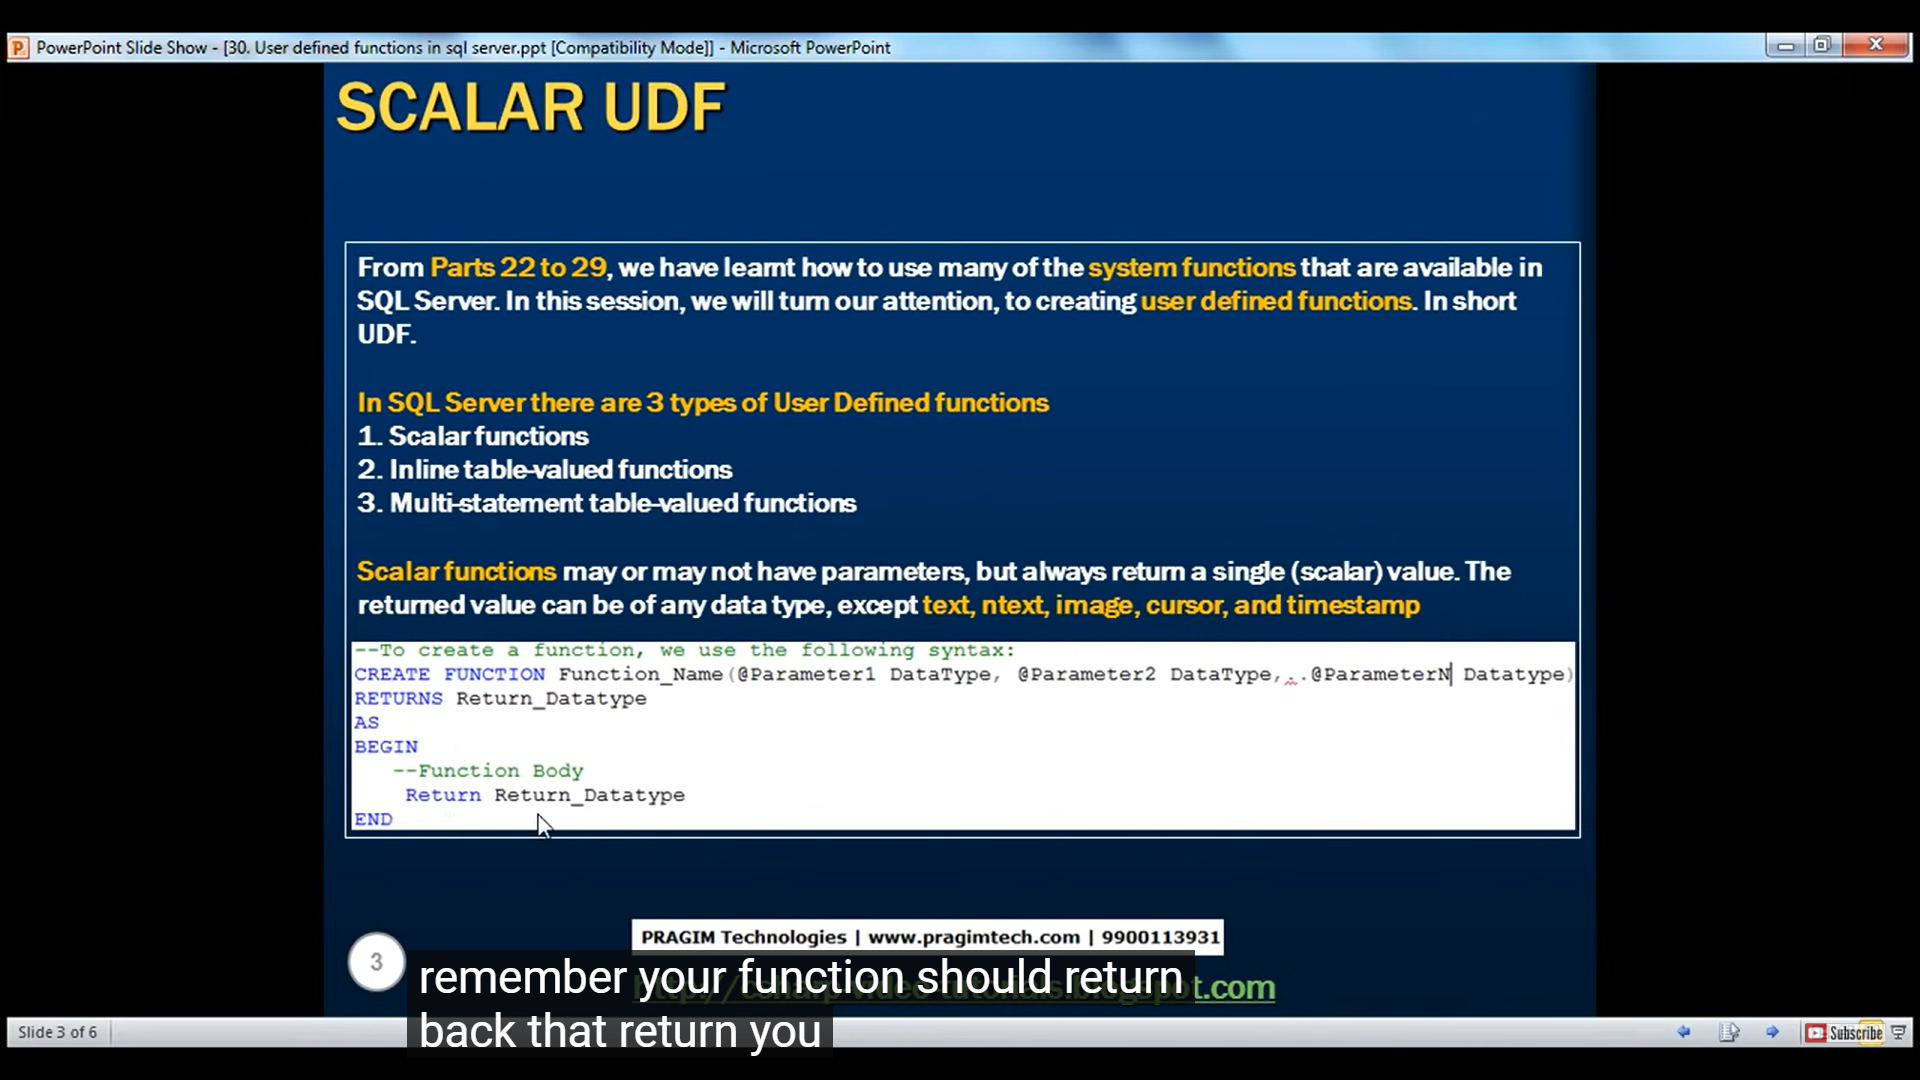 PowerPoint Slide Show - [30. User defined functions in sql server.ppt [Compatibility Mode]] - Microsoft PowerPoint
SCALAR UDF
From Parts 22 to 29, we have learnt how to use many of the system functions that are available in
SQL Server. In this session, we will turn our attention, to creating user defined functions. In short
UDF.
In SQL Server there are 3 types of User Defined functions
1. Scalar functions
2. Inline table-valued functions
3. Multi-statement table-valued functions
Scalar functions may or may not have parameters, but always return a single (scalar) value. The
returned value can be of any data type, except text, ntext, image, cursor, and timestamp
--To create a function, we use the following syntax:
CREATE FUNCTION Function_Name(@Parameter1 DataType, @Parameter2 DataType,..@ParameterN Datatype)
RETURNS Return_Datatype
AS
BEGIN
--Function Body
Return Return_Datatype
END
PRAGIM Technologies | www.pragimtech.com | 9900113931
3
http://csharp-video-tutorials.blogspot.com
remember your function should return
back that return you
Slide 3 of 6
Subscribe